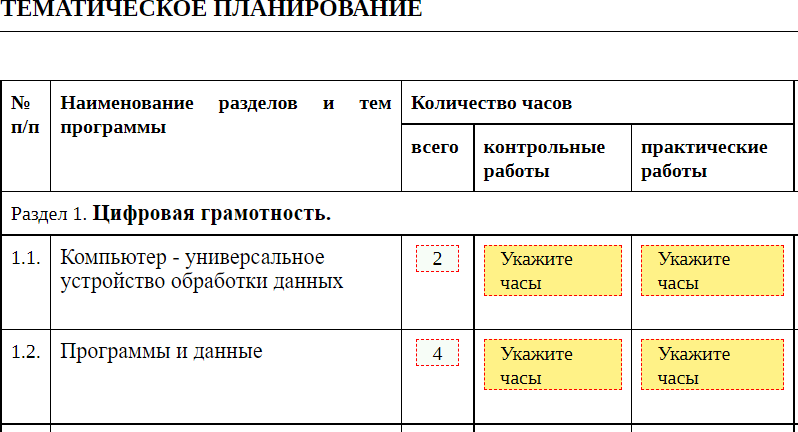 ТЕМАТИЧЕСКОЕ ПЛАНИРОВАНИЕ
№ п/п
Наименование разделов и тем
программы
Количество часов
всего
контрольные
работы
практические
работы
Раздел 1. Цифровая грамотность.
1.1.
Компьютер - универсальное
устройство обработки данных
2
Укажите
часы
Укажите
часы
1.2.
Программы и данные
4
Укажите
часы
Укажите
часы